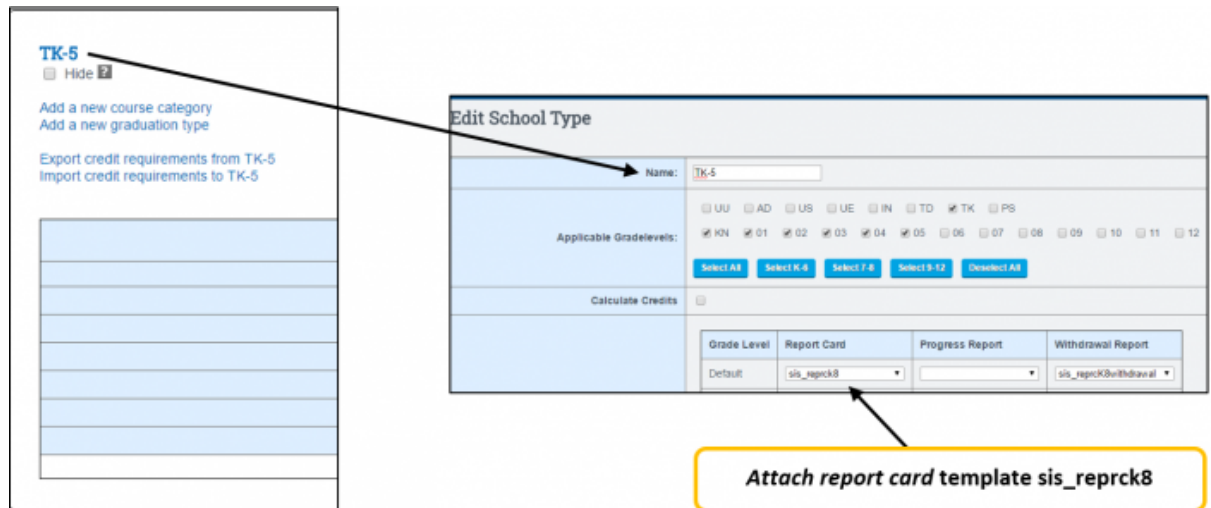 TK-5
Hide ?
Add a new course category
Add a new graduation type
Export credit requirements from TK-5
Import credit requirements to TK-5
Edit School Type
Name: TK-5
UU AD US UE IN TD TK PS
Applicable Gradelevels: KN 01 02 03 04 05 06 07 08 09 10 11 12
Select All Select K-6 Select 7-8 Select 9-12 Deselect All
Calculate Credits
Grade Level Report Card Progress Report Withdrawal Report
Default sis_reprck8 sis_reprcK8withdrawal
Attach report card template sis_reprck8